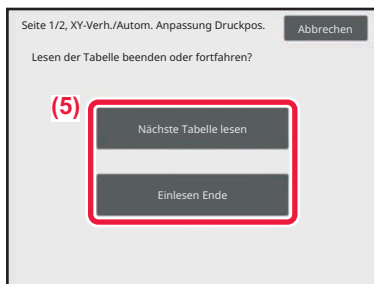 Seite 1/2, XY-Verh./Autom. Anpassung Druckpos.
Abbrechen
Lesen der Tabelle beenden oder fortfahren?
(5)
Nächste Tabelle lesen
Einlesen Ende